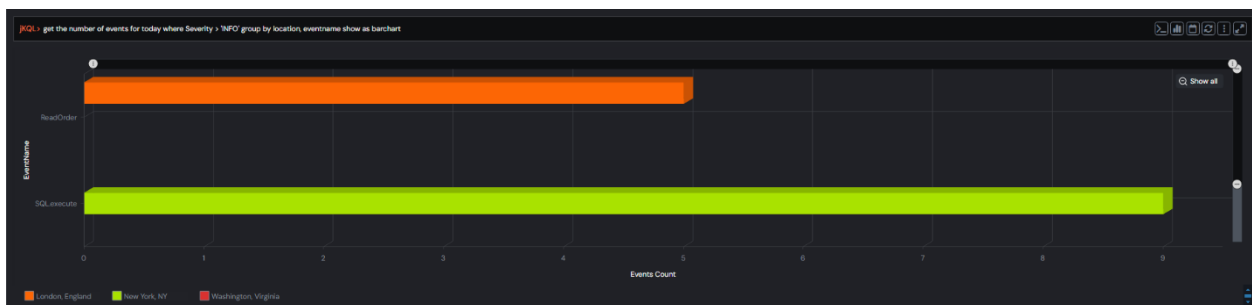 jKQL> get the number of events for today where Severity > 'INFO' group by location, eventname show as barchart
Show all
ReadOrder
EventName
SQL.execute
0 1 2 3 4 5 6 7 8 9
Events Count
London, England New York, NY Washington, Virginia